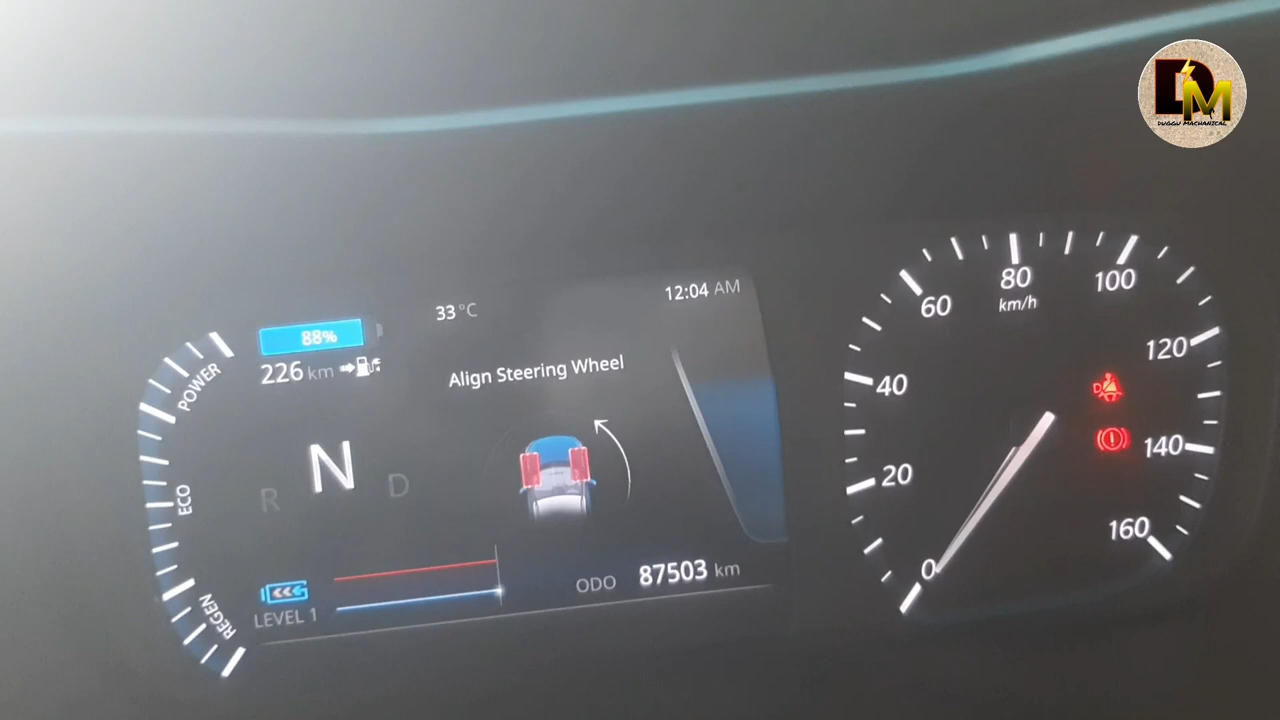 DM
DUGGU MACHANICAL
33 °C
12:04 AM
88%
226 km
Align Steering Wheel
POWER
ECO
REGEN
R N D
LEVEL 1
ODO 87503 km
0
20
40
60
80
100
120
140
160
km/h
D